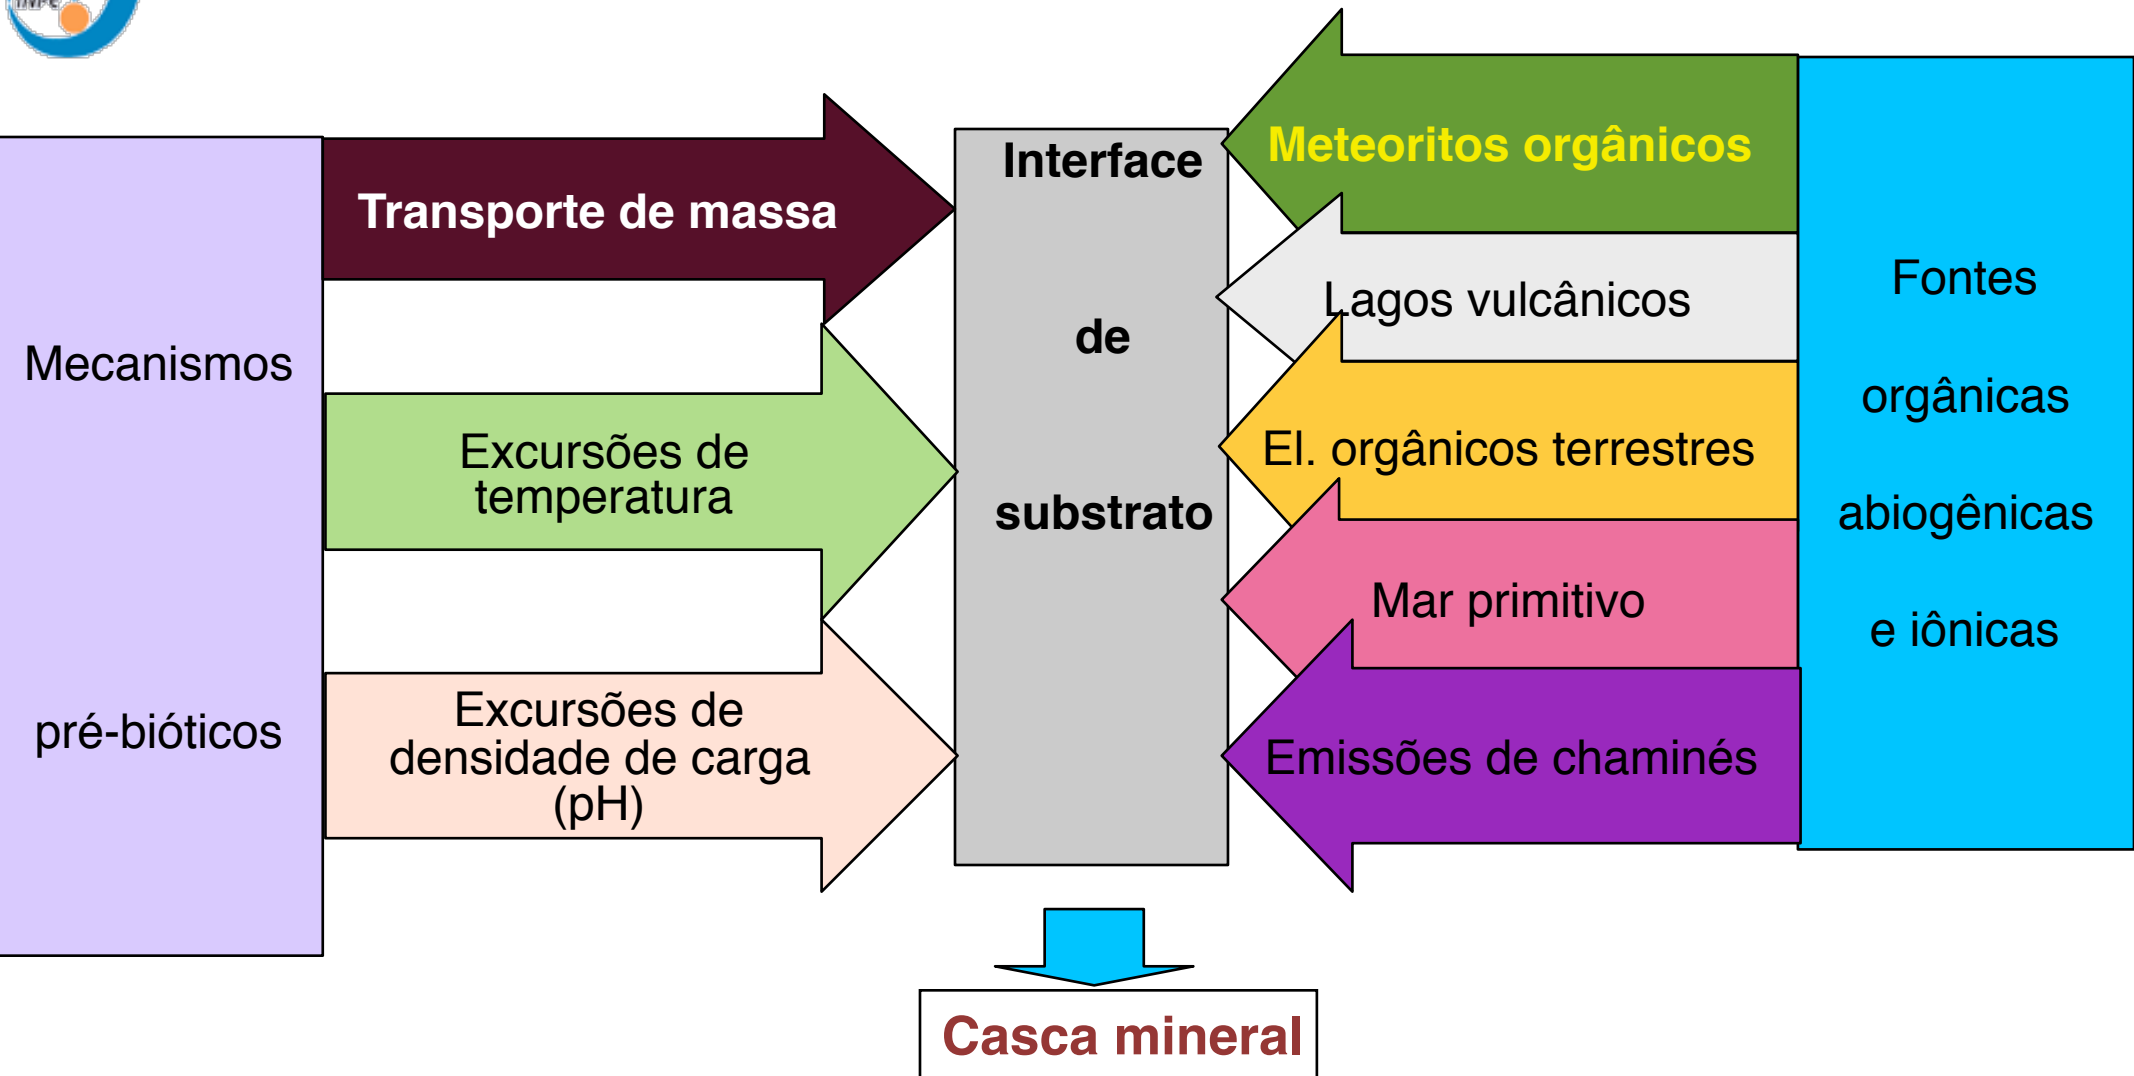 INPE
Mecanismos
pré-bióticos
Transporte de massa
Excursões de
temperatura
Excursões de
densidade de carga
(pH)
Interface
de
substrato
Meteoritos orgânicos
Lagos vulcânicos
El. orgânicos terrestres
Mar primitivo
Emissões de chaminés
Fontes
orgânicas
abiogênicas
e iônicas
Casca mineral